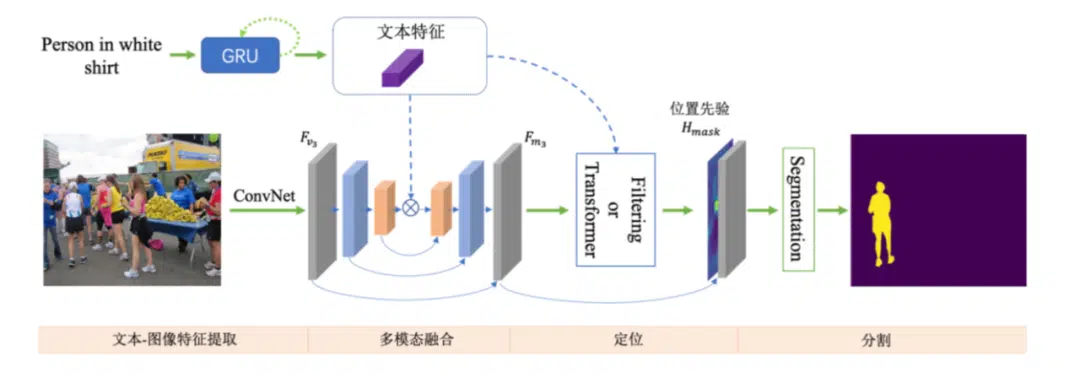 Person in white
shirt
GRU
文本特征
ConvNet
F_{v_3}
F_{m_3}
Filtering
or
Transformer
位置先验
H_{mask}
Segmentation
文本-图像特征提取
多模态融合
定位
分割